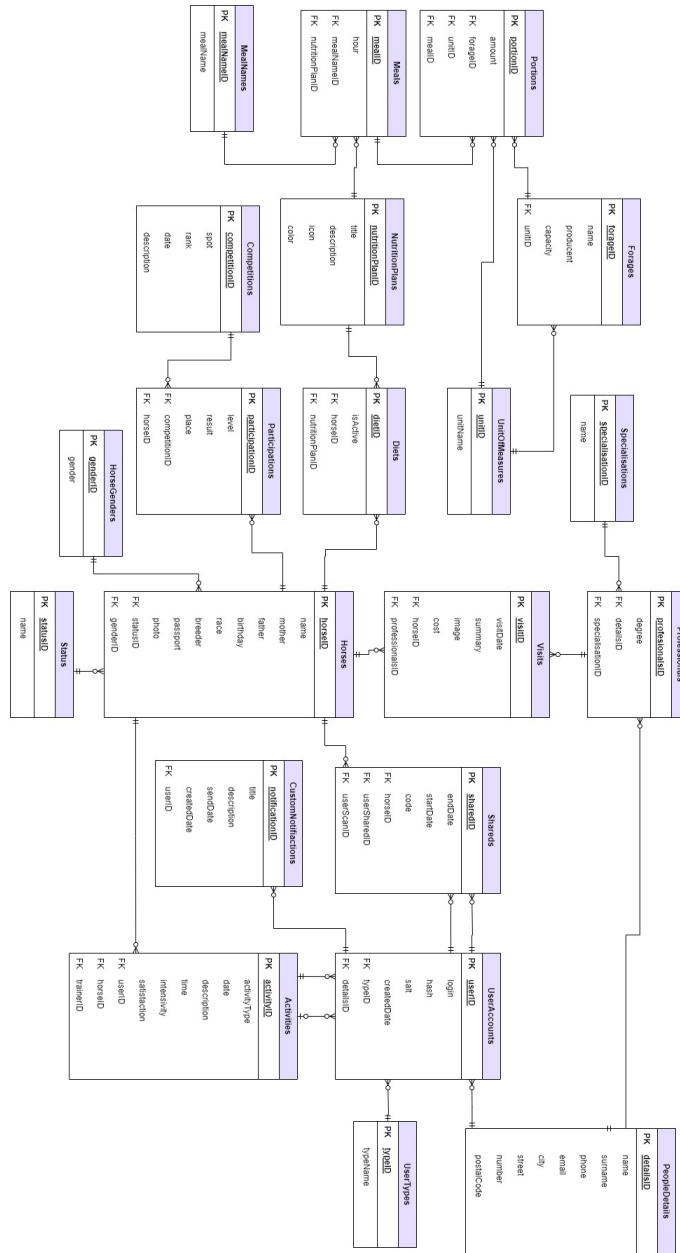 Portions
PK portionID
amount
FK forageID
FK unitID
FK mealID
Meals
PK mealID
hour
FK mealNameID
FK nutritionPlanID
MealNames
PK mealNameID
mealName
Forages
PK forageID
name
producent
capacity
FK unitID
NutritionPlans
PK nutritionPlanID
title
description
icon
color
Competitions
PK competitionID
spot
rank
date
description
Specialisations
PK specialisationID
name
UnitOfMeasures
PK unitID
unitName
Diets
PK dietID
isActive
FK horseID
FK nutritionPlanID
Participations
PK participationID
level
result
place
FK competitionID
FK horseID
HorseGenders
PK genderID
gender
Professionals
PK profesionalsID
degree
FK detailsID
FK specialisationID
Visits
PK visitID
visitDate
summary
image
cost
FK horseID
FK professionalsID
Horses
PK horseID
name
mother
father
birthday
race
breeder
passport
photo
FK statusID
FK genderID
Status
PK statusID
name
Shareds
PK sharedID
endDate
startDate
code
FK horseID
FK userSharedID
FK userScanID
CustomNotifiactions
PK notificationID
title
description
sendDate
createdDate
FK userID
UserAccounts
PK userID
login
hash
salt
createdDate
FK typeID
FK detailsID
Activities
PK activityID
activityType
date
description
time
intensivity
satisfaction
FK userID
FK horseID
FK trainerID
PeopleDetails
PK detailsID
name
surname
phone
email
city
street
number
postalCode
UserTypes
PK typeID
typeName